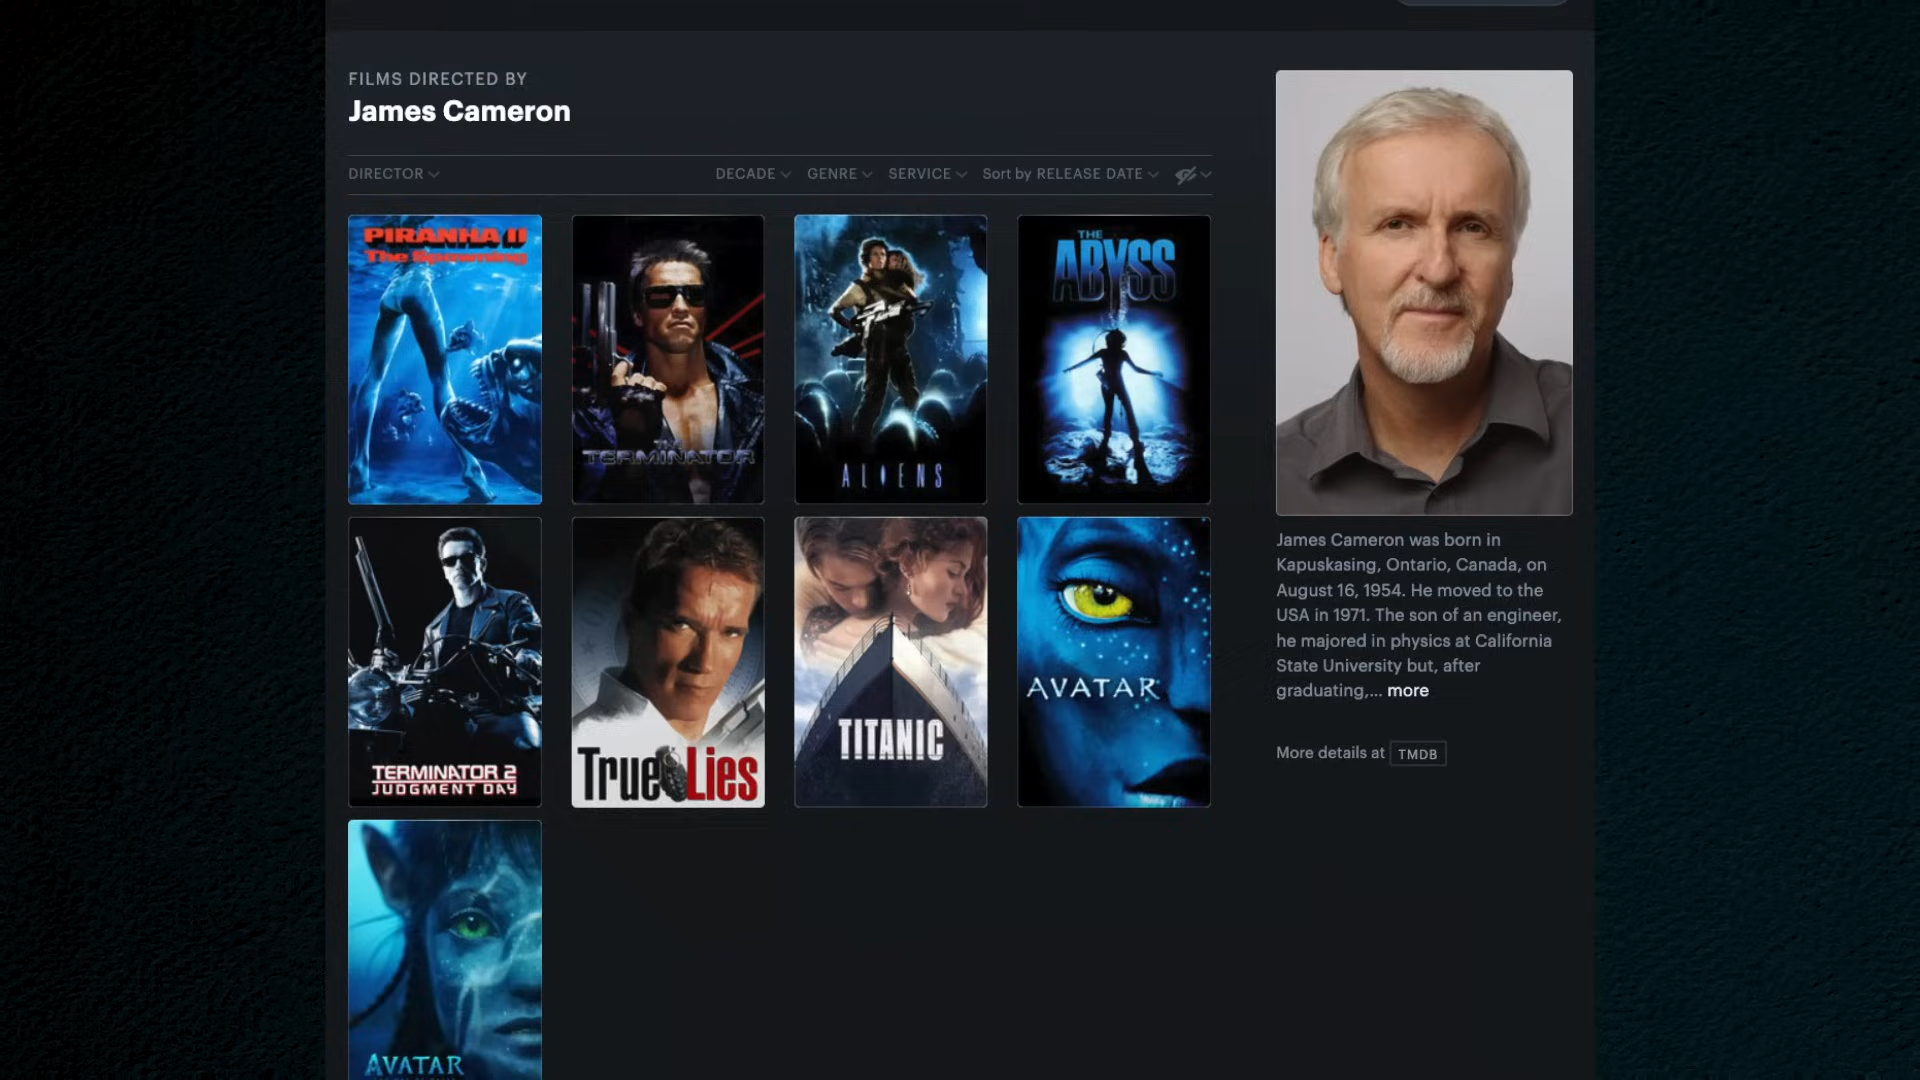 FILMS DIRECTED BY
James Cameron
DIRECTOR
DECADE GENRE SERVICE Sort by RELEASE DATE
PIRANHA II
The Spawning
THE TERMINATOR
ALIENS
THE
ABYSS
TERMINATOR 2
JUDGMENT DAY
True Lies
TITANIC
AVATAR
AVATAR
James Cameron was born in
Kapuskasing, Ontario, Canada, on
August 16, 1954. He moved to the
USA in 1971. The son of an engineer,
he majored in physics at California
State University but, after
graduating,... more
More details at TMDB